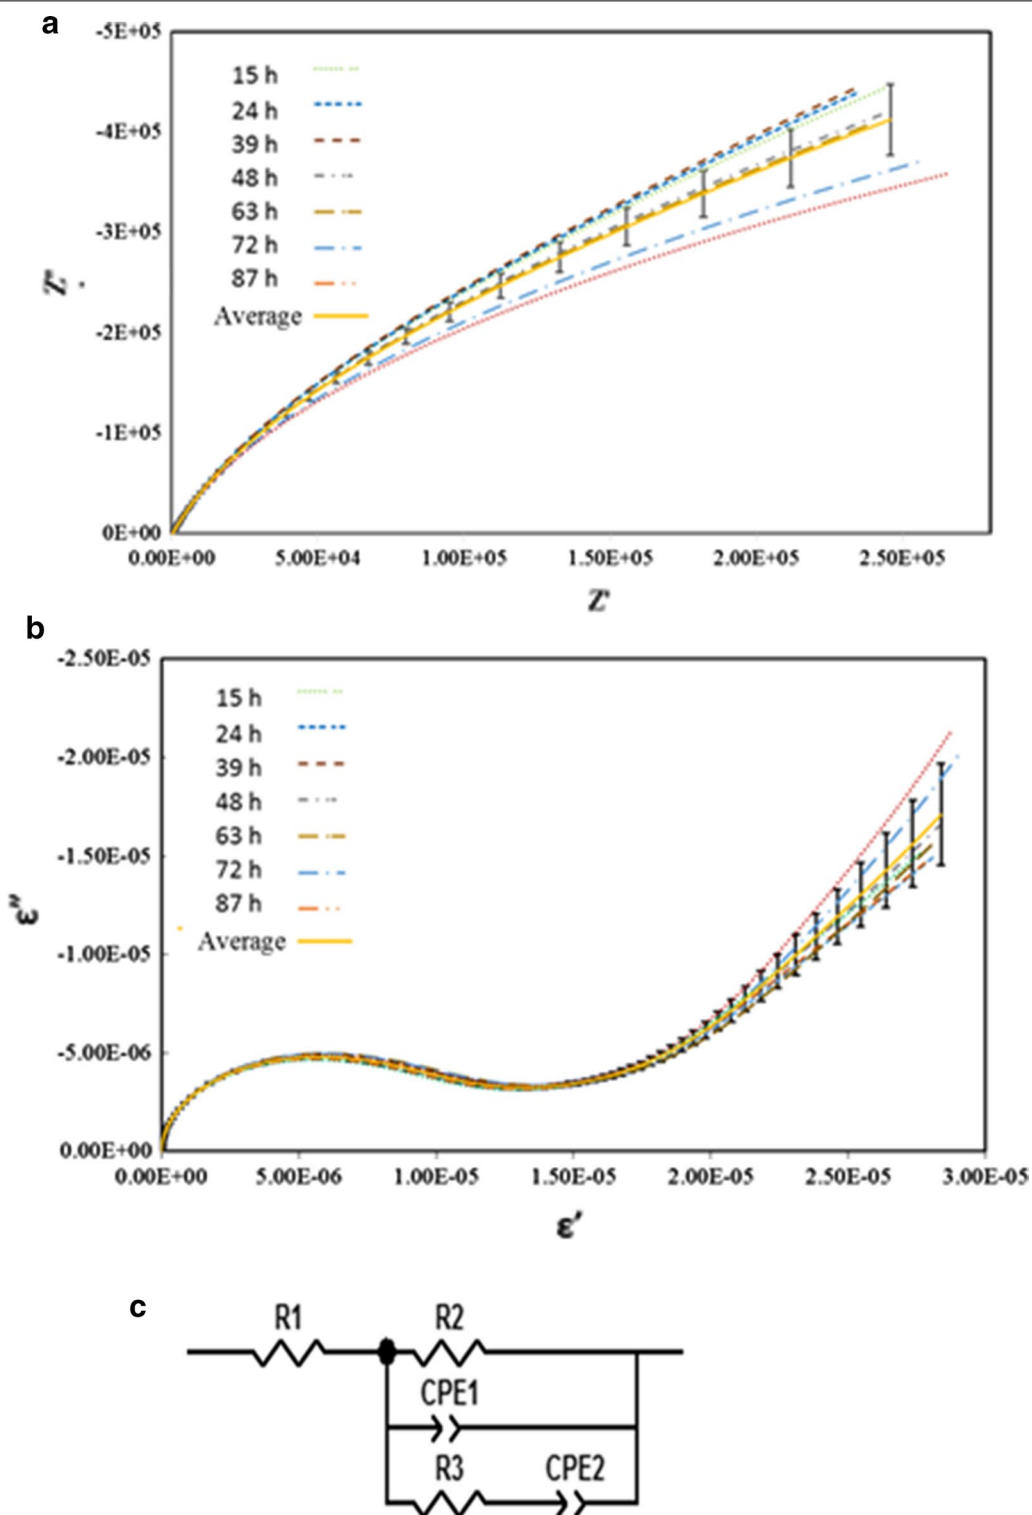 a
-5E+05
15 h
24 h
-4E+05
39 h
48 h
63 h
-3E+05
72 h
Z"
87 h
Average
-2E+05
-1E+05
0E+00
0.00E+00 5.00E+04 1.00E+05 1.50E+05 2.00E+05 2.50E+05
Z'
b
-2.50E-05
15 h
24 h
-2.00E-05
39 h
48 h
63 h
-1.50E-05
72 h
87 h
ε''
Average
-1.00E-05
-5.00E-06
0.00E+00
0.00E+00 5.00E-06 1.00E-05 1.50E-05 2.00E-05 2.50E-05 3.00E-05
ε'
c
R1 R2
CPE1
R3 CPE2